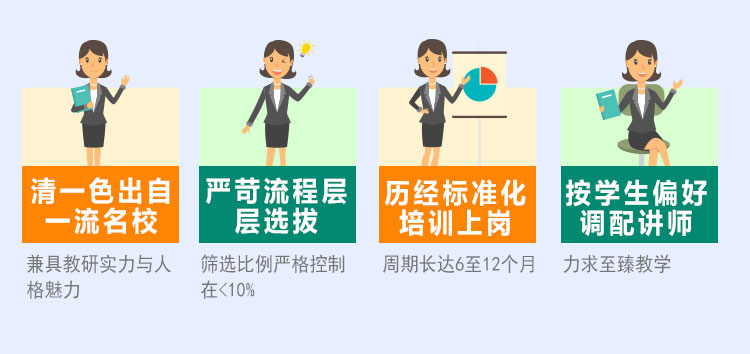 清一色出自
一流名校
兼具教研实力与人
格魅力
严苛流程层
层选拔
筛选比例严格控制
在<10%
历经标准化
培训上岗
周期长达6至12个月
按学生偏好
调配讲师
力求至臻教学